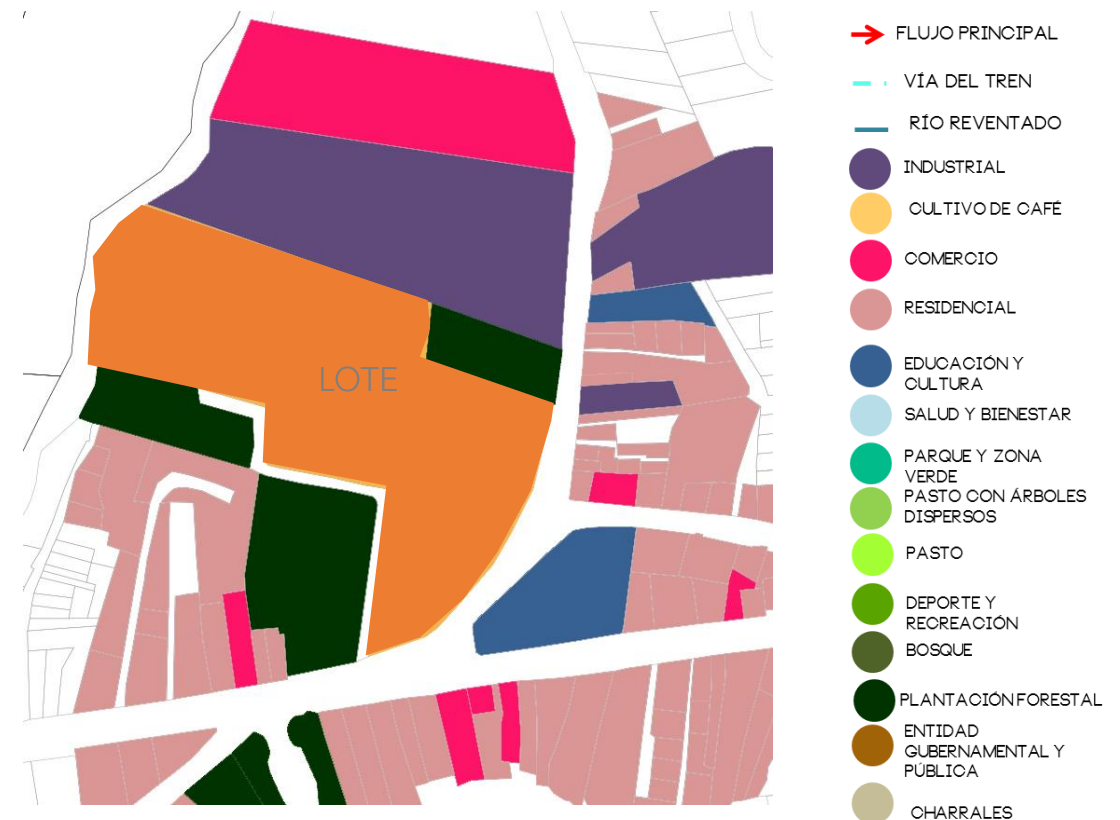 LOTE
FLUJO PRINCIPAL
VÍA DEL TREN
RÍO REVENTADO
INDUSTRIAL
CULTIVO DE CAFÉ
COMERCIO
RESIDENCIAL
EDUCACIÓN Y
CULTURA
SALUD Y BIENESTAR
PARQUE Y ZONA
VERDE
PASTO CON ÁRBOLES
DISPERSOS
PASTO
DEPORTE Y
RECREACIÓN
BOSQUE
PLANTACIÓN FORESTAL
ENTIDAD
GUBERNAMENTAL Y
PÚBLICA
CHARRALES